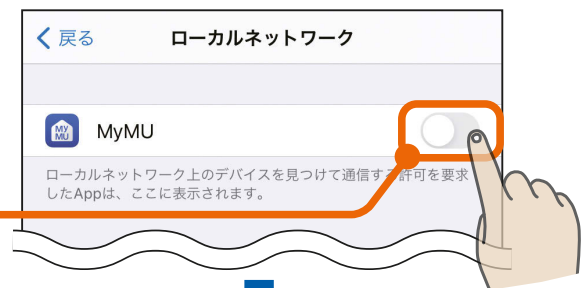 戻る
ローカルネットワーク
MY
MU
MyMU
ローカルネットワーク上のデバイスを見つけて通信する許可を要求
したAppは、ここに表示されます。